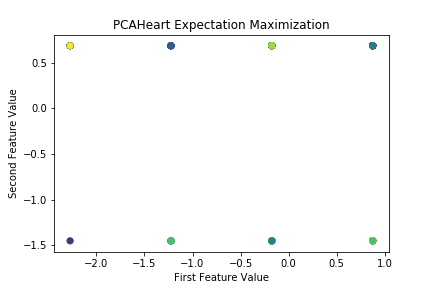 PCAHeart Expectation Maximization
Second Feature Value
0.5
0.0
−0.5
−1.0
−1.5
−2.0 −1.5 −1.0 −0.5 0.0 0.5 1.0
First Feature Value